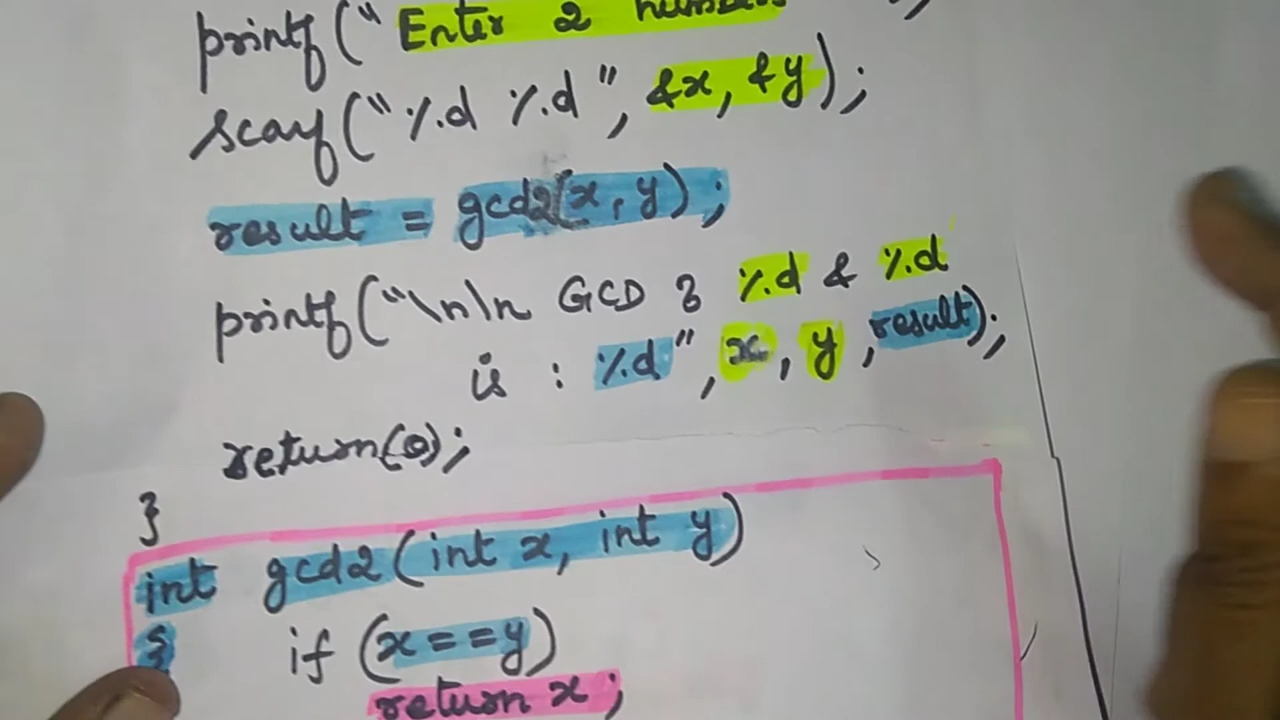 printf("Enter 2 numbers
scanf("%d %d", &x, &y);
result = gcd2(x, y);
printf("\n\n GCD of %d & %d
is : %d", x, y, result);
return(0);
}
int gcd2(int x, int y)
{ if (x==y)
return x;